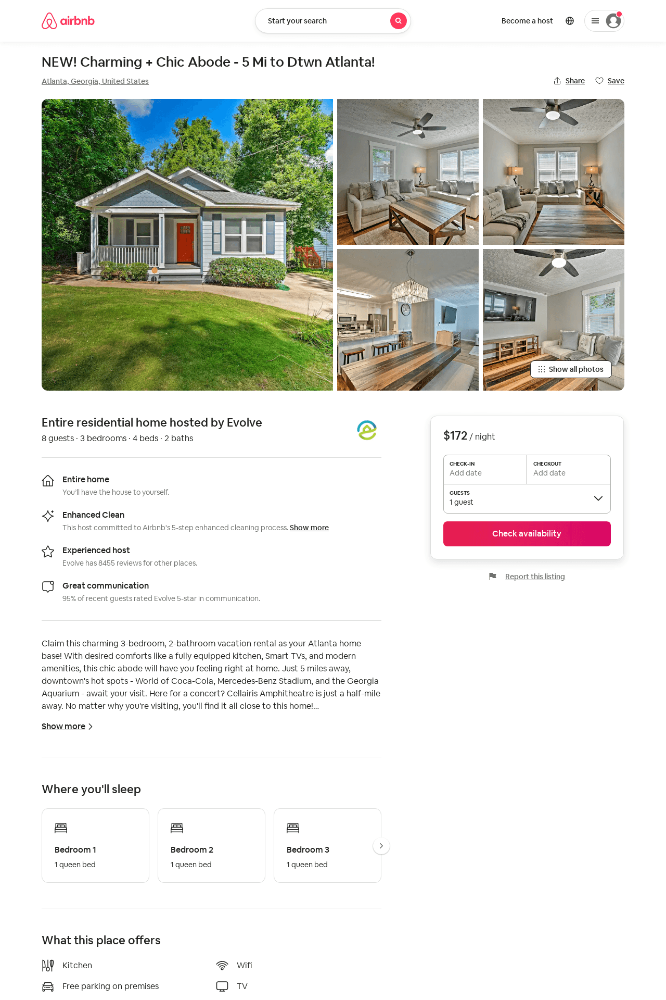 airbnb
Start your search
Become a host
NEW! Charming + Chic Abode - 5 Mi to Dtwn Atlanta!
Atlanta, Georgia, United States
Share
Save
love
lives
here
Show all photos
Entire residential home hosted by Evolve
8 guests · 3 bedrooms · 4 beds · 2 baths
Entire home
You’ll have the house to yourself.
Enhanced Clean
This host committed to Airbnb's 5-step enhanced cleaning process. Show more
Experienced host
Evolve has 8455 reviews for other places.
Great communication
95% of recent guests rated Evolve 5-star in communication.
$172 / night
CHECK-IN
Add date
CHECKOUT
Add date
GUESTS
1 guest
Check availability
Report this listing
Claim this charming 3-bedroom, 2-bathroom vacation rental as your Atlanta home
base! With desired comforts like a fully equipped kitchen, Smart TVs, and modern
amenities, this chic abode will have you feeling right at home. Just 5 miles away,
downtown's hot spots - World of Coca-Cola, Mercedes-Benz Stadium, and the Georgia
Aquarium - await your visit. Here for a concert? Cellairis Amphitheatre is just a half-mile
away. No matter why you're visiting, you'll find it all close to this home!...
Show more
Where you'll sleep
Bedroom 1
1 queen bed
Bedroom 2
1 queen bed
Bedroom 3
1 queen bed
What this place offers
Kitchen
Wifi
Free parking on premises
TV